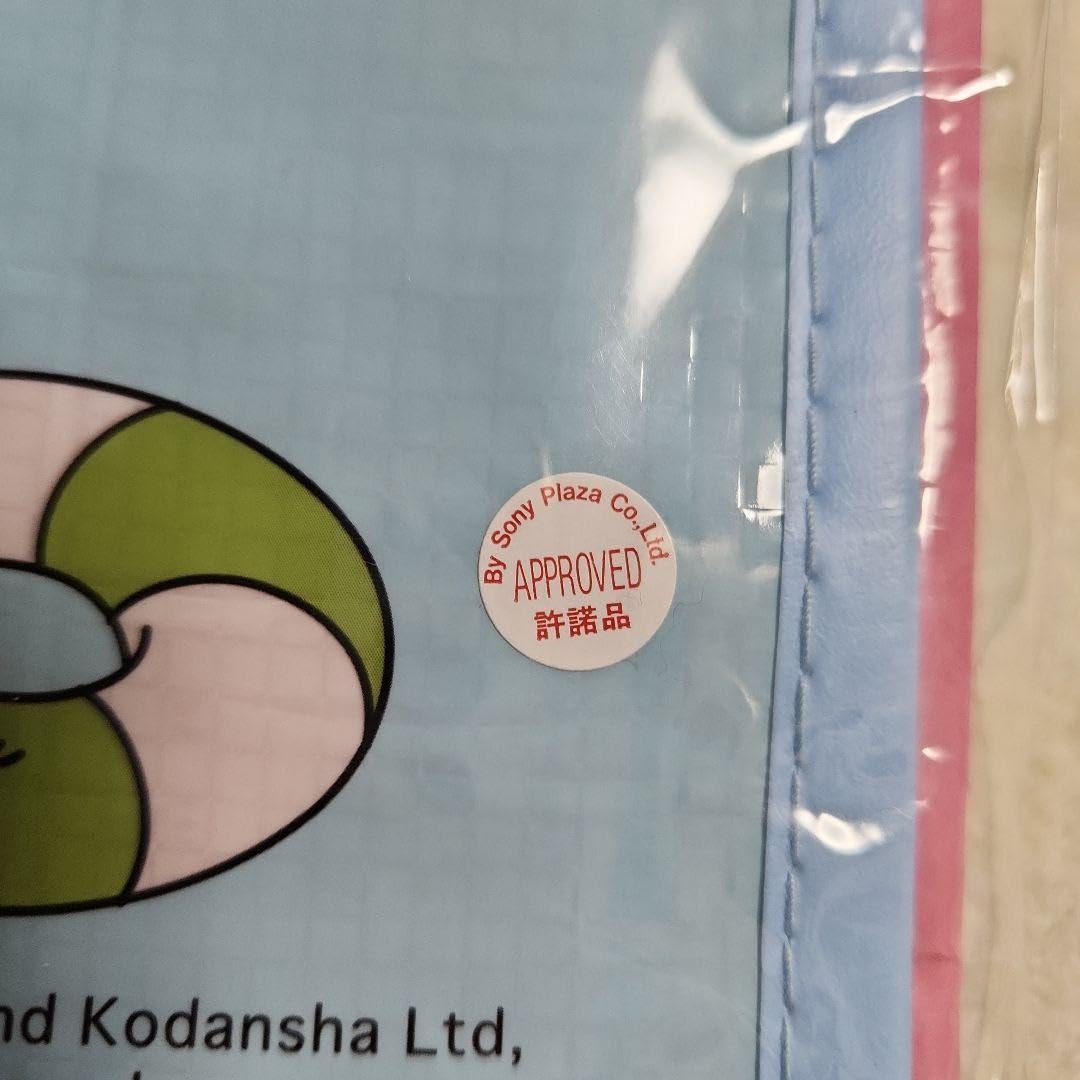 By Sony Plaza Co.,Ltd.
APPROVED
許諾品
nd Kodansha Ltd,